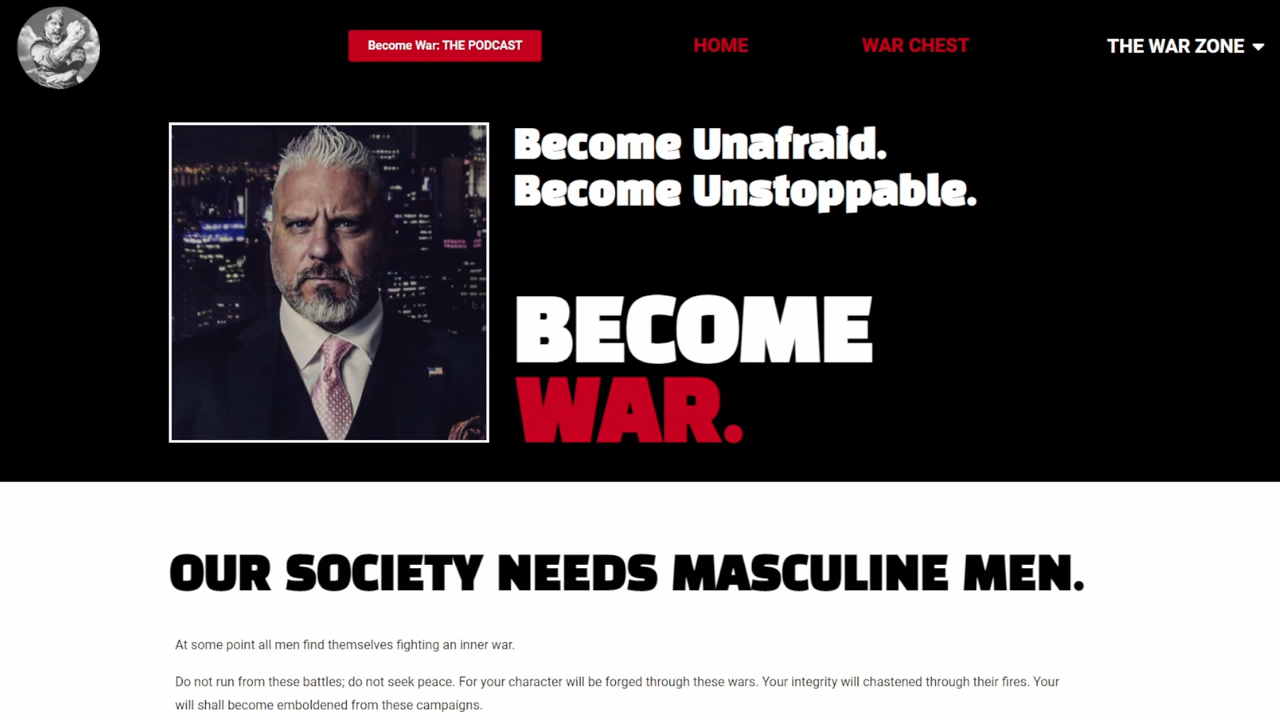 Become War: THE PODCAST
HOME
WAR CHEST
THE WAR ZONE
Become Unafraid.
Become Unstoppable.
BECOME
WAR.
OUR SOCIETY NEEDS MASCULINE MEN.
At some point all men find themselves fighting an inner war.
Do not run from these battles; do not seek peace. For your character will be forged through these wars. Your integrity will chastened through their fires. Your
will shall become emboldened from these campaigns.